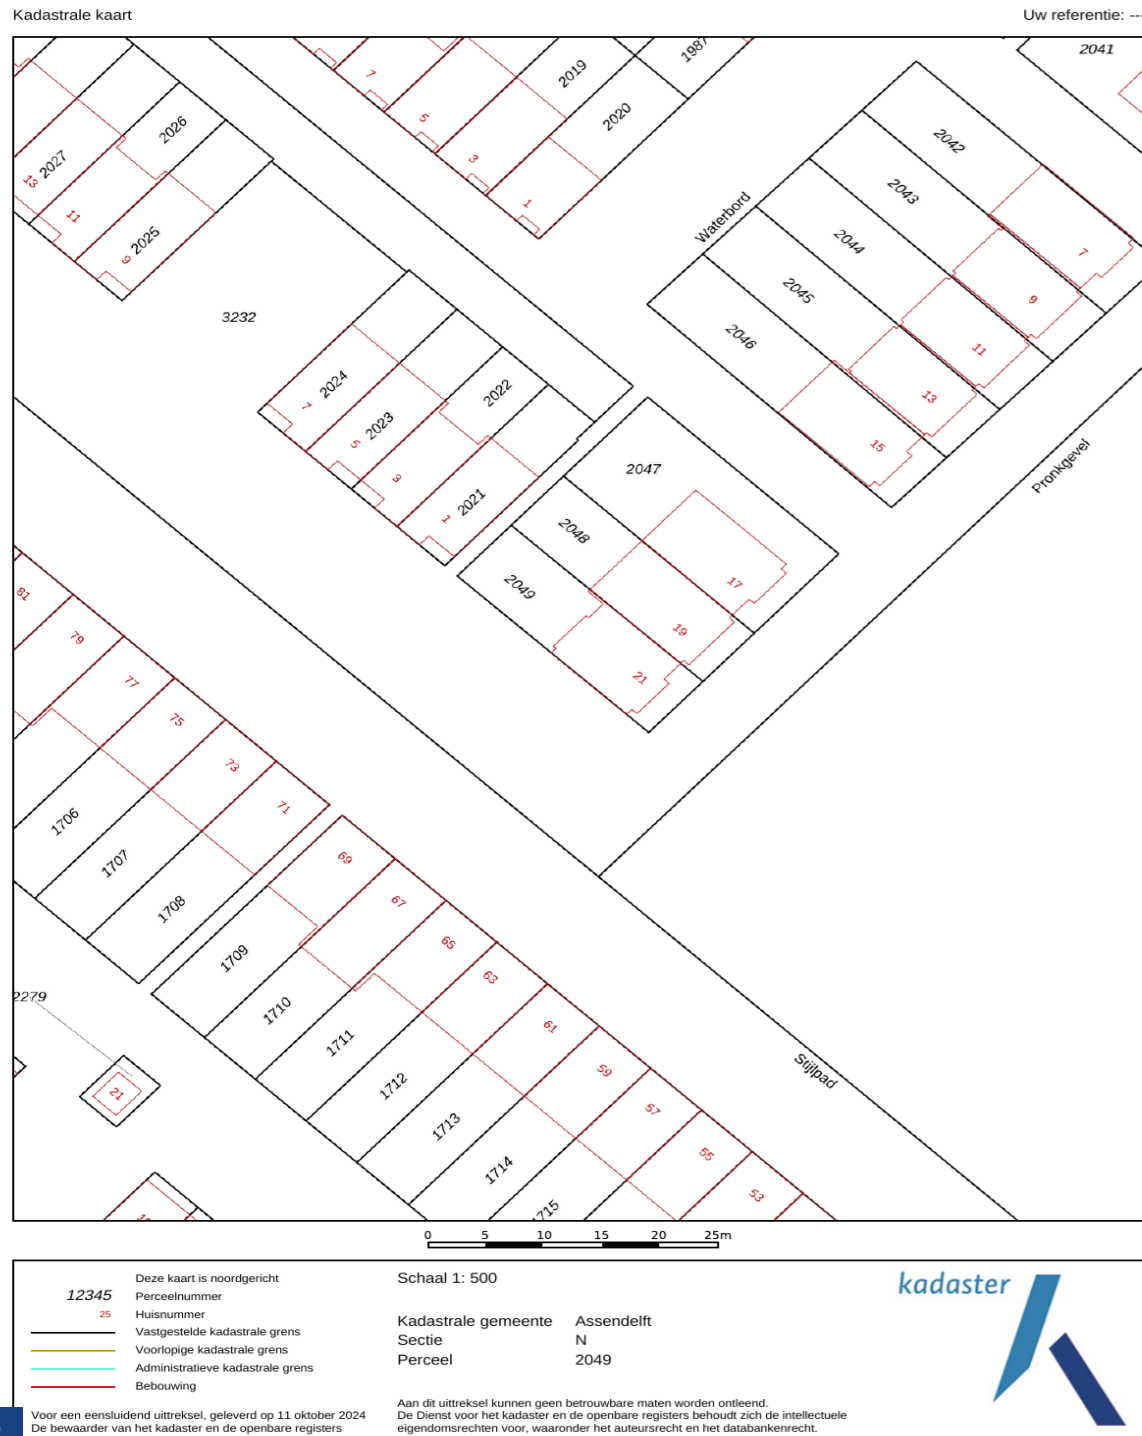 Kadastrale kaart
Uw referentie: ---
2041
1987
2019
7
2020
5
3
1
2026
2027
13
11
2025
9
2042
2043
Waterbord
2044
7
2045
9
2046
11
13
15
Pronkgevel
3232
2024
7
2022
2023
5
3
2021
1
2047
2048
2049
17
19
21
81
79
77
75
73
71
1706
1707
1708
69
67
65
63
61
59
57
55
53
1709
1710
1711
1712
1713
1714
1715
2279
21
Stijlpad
0 5 10 15 20 25m
Deze kaart is noordgericht
12345 Perceelnummer
25 Huisnummer
Vastgestelde kadastrale grens
Voorlopige kadastrale grens
Administratieve kadastrale grens
Bebouwing
Voor een eensluidend uittreksel, geleverd op 11 oktober 2024
De bewaarder van het kadaster en de openbare registers
Schaal 1: 500
Kadastrale gemeente Assendelft
Sectie N
Perceel 2049
Aan dit uittreksel kunnen geen betrouwbare maten worden ontleend.
De Dienst voor het kadaster en de openbare registers behoudt zich de intellectuele
eigendomsrechten voor, waaronder het auteursrecht en het databankenrecht.
kadaster